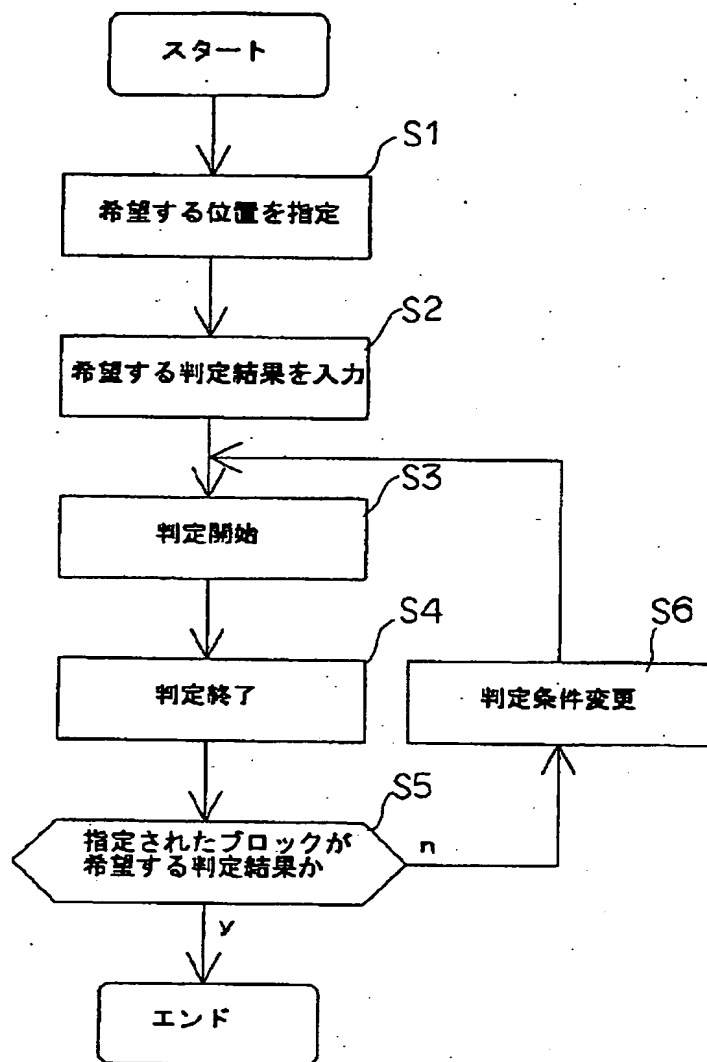 スタート
S1
希望する位置を指定
S2
希望する判定結果を入力
S3
判定開始
S4
判定終了
S6
判定条件変更
S5
指定されたブロックが
希望する判定結果か
n
y
エンド